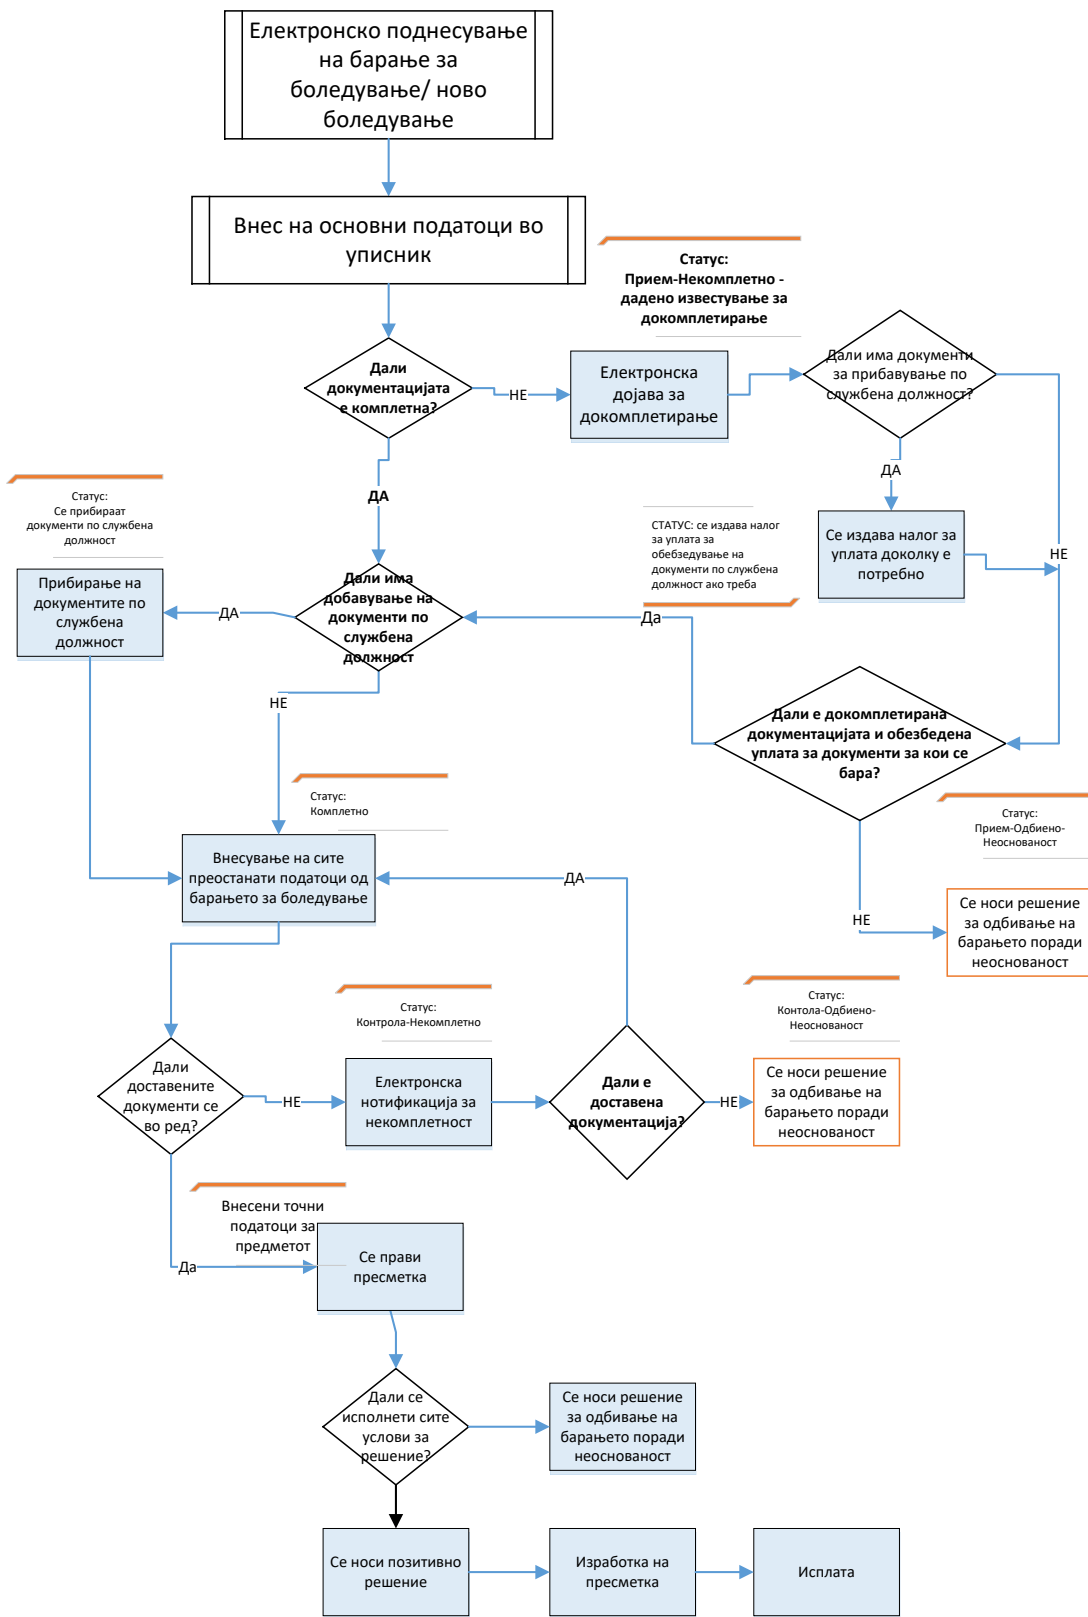 Електронско поднесување
на барање за
боледување/ ново
боледување
Внес на основни податоци во
уписник
Статус:
Прием-Некомплетно -
дадено известување за
докомплетирање
Дали
документацијата
е комплетна?
НЕ
Електронска
дојава за
докомплетирање
Дали има документи
за прибавување по
службена должност?
ДА
ДА
НЕ
Статус:
Се прибираат
документи по службена
должност
СТАТУС: се издава налог
за уплата за
обебзедување на
документи по службена
должност ако треба
Се издава налог за
уплата доколку е
потребно
Прибирање на
документите по
службена
должност
ДА
Дали има
добавување на
документи по
службена
должност
Да
НЕ
Дали е докомплетирана
документацијата и обезбедена
уплата за документи за кои се
бара?
Статус:
Комплетно
Статус:
Прием-Одбиено-
Неоснованост
Внесување на сите
преостанати податоци од
барањето за боледување
ДА
НЕ
Се носи решение
за одбивање на
барањето поради
неоснованост
Статус:
Контрола-Некомплетно
Статус:
Контола-Одбиено-
Неоснованост
Дали
доставените
документи се
во ред?
НЕ
Електронска
нотификација за
некомплетност
Дали е
доставена
документација?
НЕ
Се носи решение
за одбивање на
барањето поради
неоснованост
Внесени точни
податоци за
предметот
Да
Се прави
пресметка
Дали се
исполнети сите
услови за
решение?
Се носи решение
за одбивање на
барањето поради
неоснованост
Се носи позитивно
решение
Изработка на
пресметка
Исплата